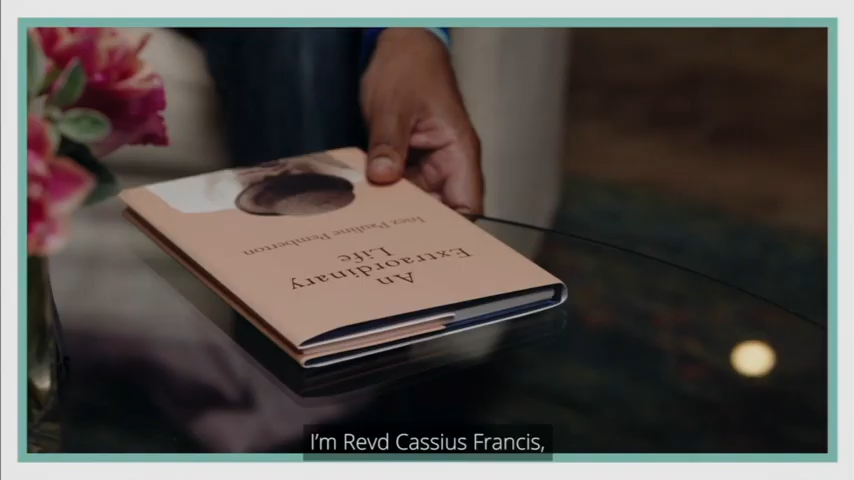 An
Extraordinary
Life
Inez Pauline Pemberton
I'm Revd Cassius Francis,